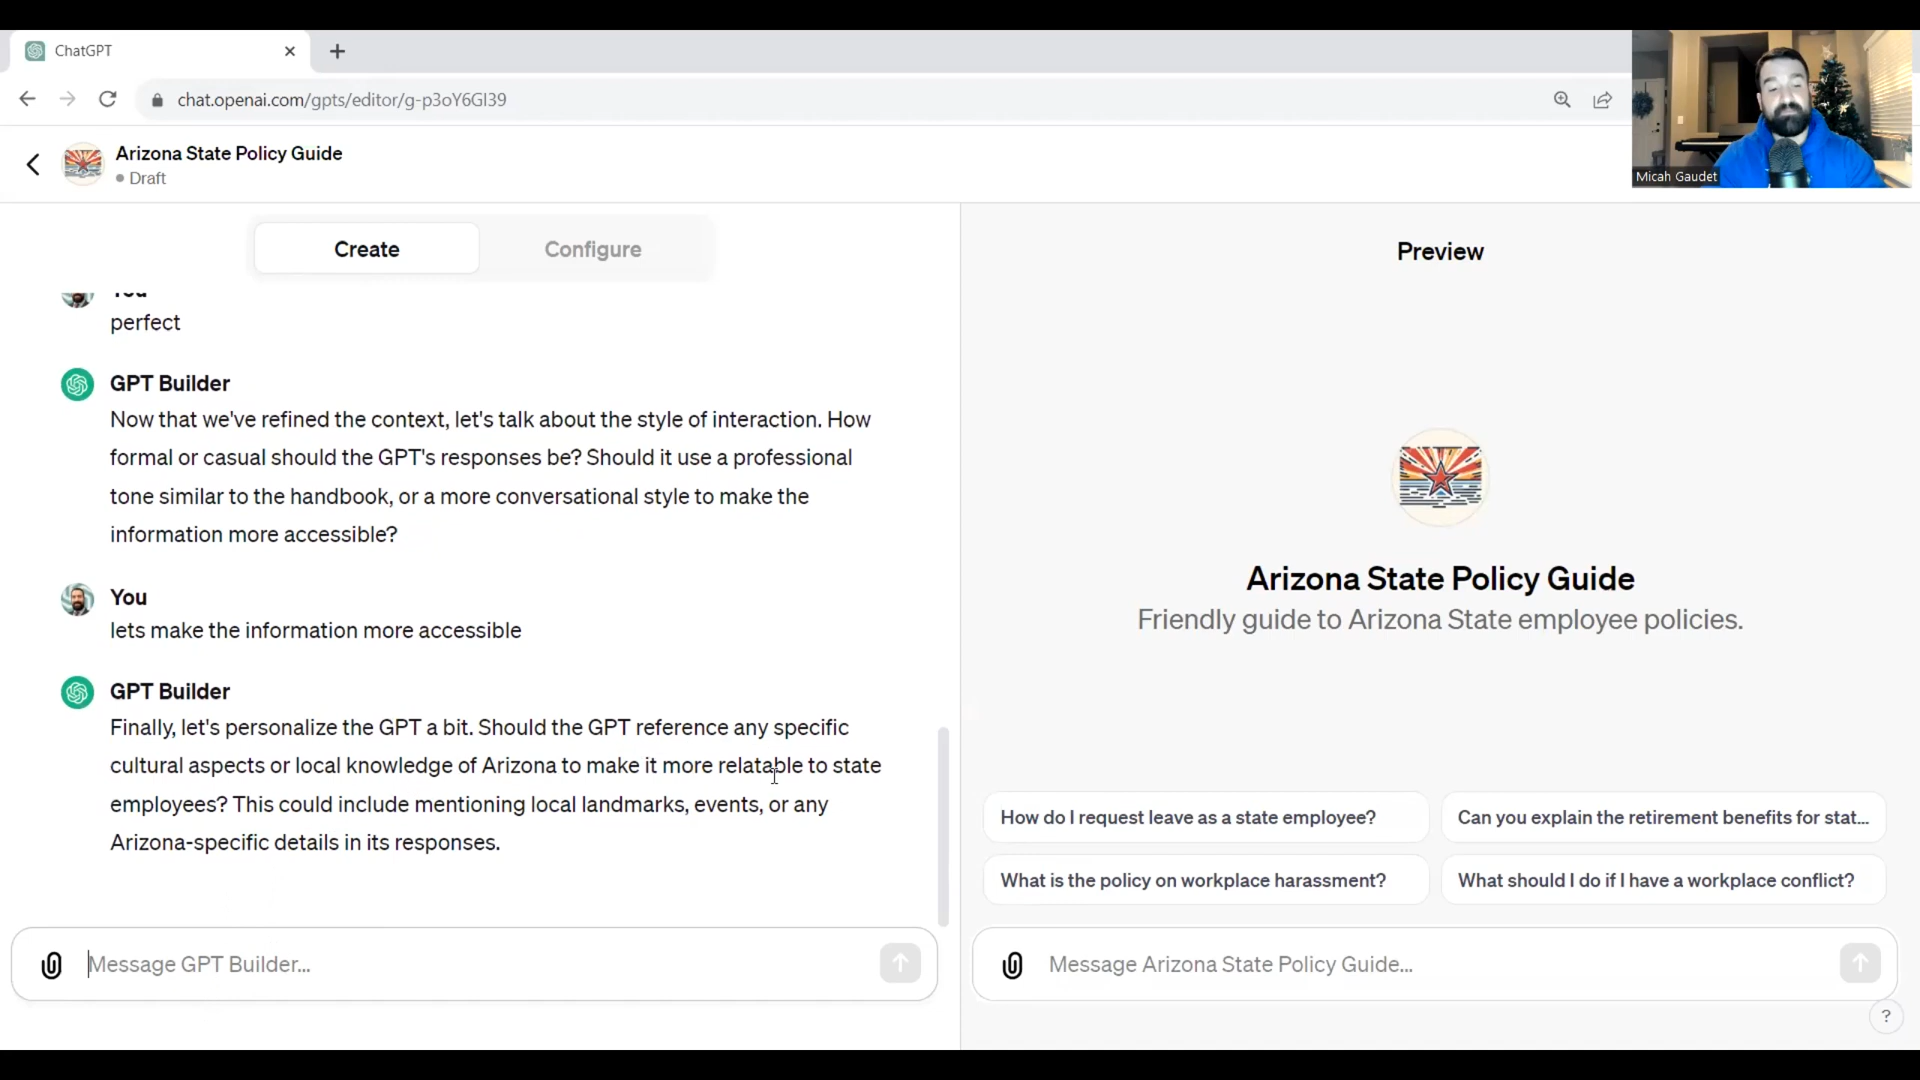 ChatGPT
chat.openai.com/gpts/editor/g-p3oY6Gl39
Micah Gaudet
Arizona State Policy Guide
Draft
Create
Configure
Preview
You
perfect
GPT Builder
Now that we've refined the context, let's talk about the style of interaction. How
formal or casual should the GPT's responses be? Should it use a professional
tone similar to the handbook, or a more conversational style to make the
information more accessible?
You
lets make the information more accessible
GPT Builder
Finally, let's personalize the GPT a bit. Should the GPT reference any specific
cultural aspects or local knowledge of Arizona to make it more relatable to state
employees? This could include mentioning local landmarks, events, or any
Arizona-specific details in its responses.
Message GPT Builder...
Arizona State Policy Guide
Friendly guide to Arizona State employee policies.
How do I request leave as a state employee?
Can you explain the retirement benefits for stat...
What is the policy on workplace harassment?
What should I do if I have a workplace conflict?
Message Arizona State Policy Guide...
?